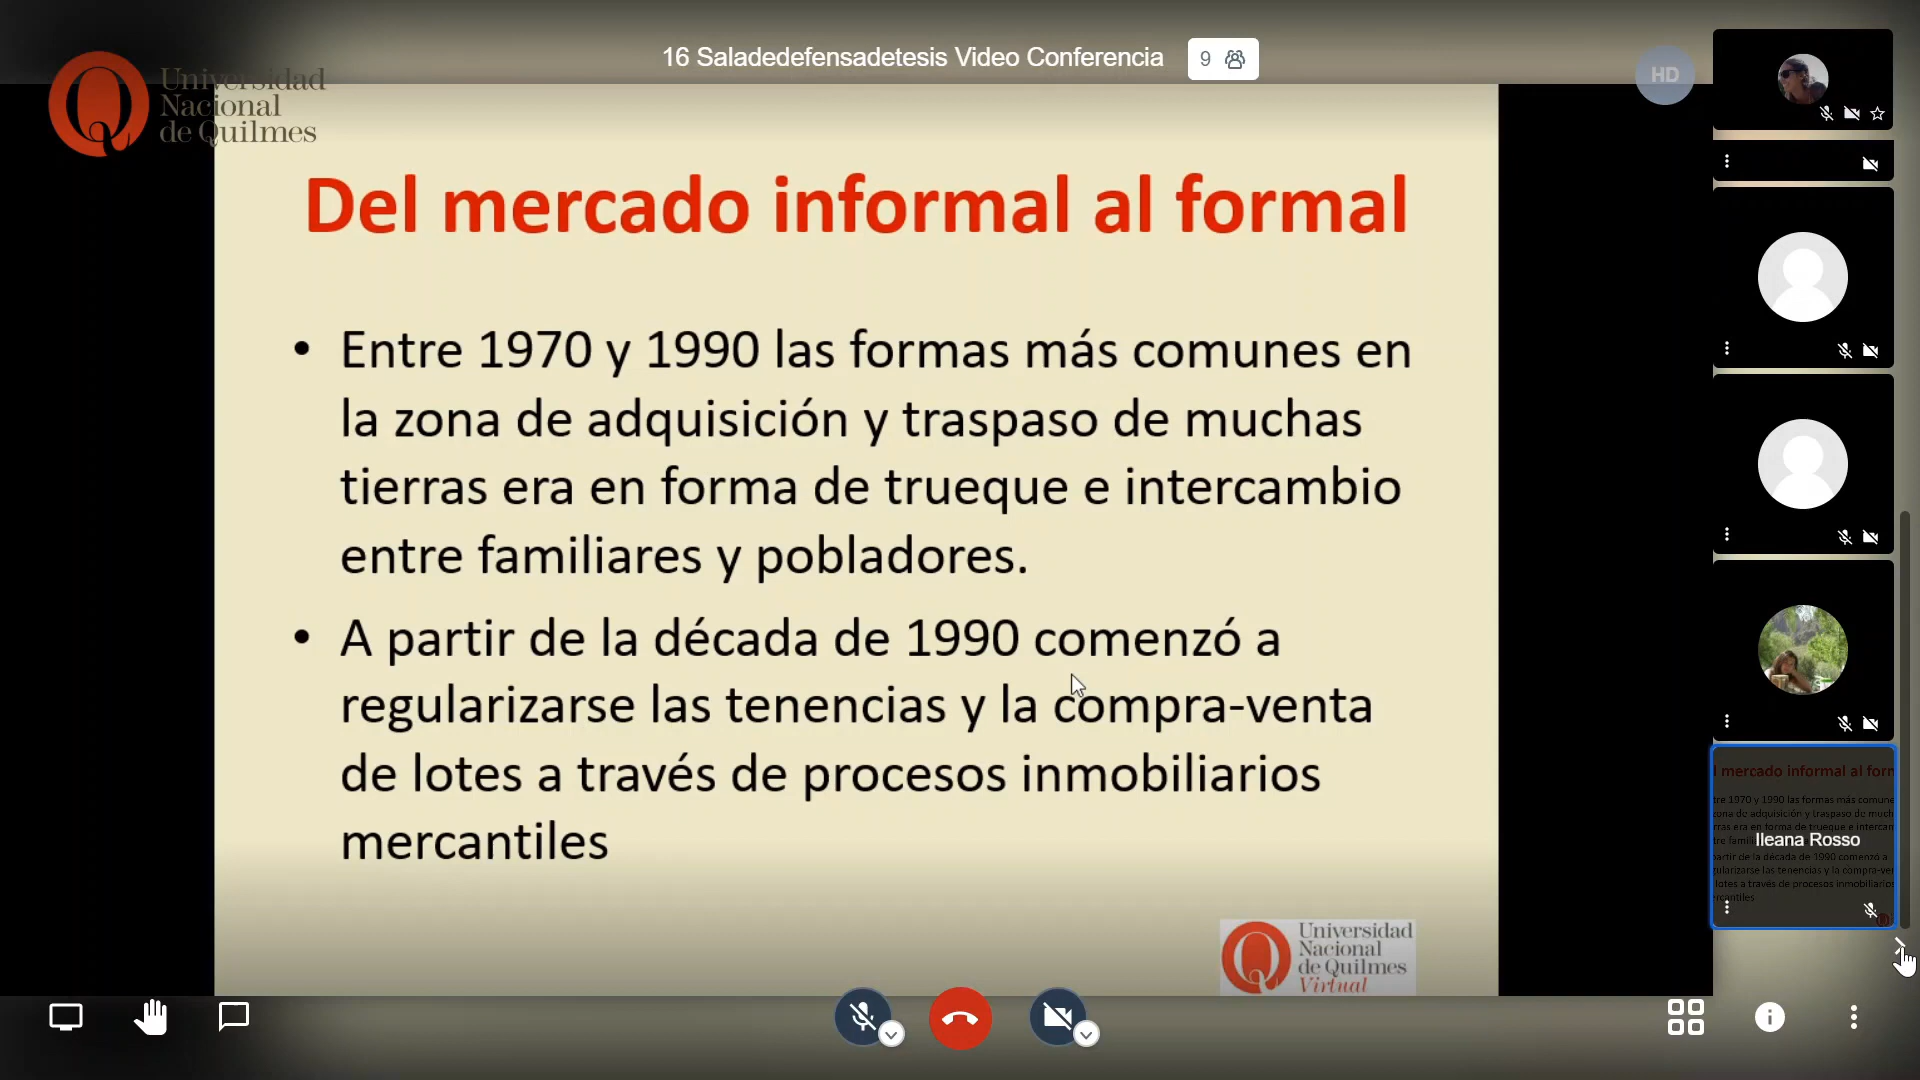 16 Saladedefensadetesis Video Conferencia
9
HD
Universidad
Nacional
de Quilmes
Del mercado informal al formal
• Entre 1970 y 1990 las formas más comunes en
la zona de adquisición y traspaso de muchas
tierras era en forma de trueque e intercambio
entre familiares y pobladores.
• A partir de la década de 1990 comenzó a
regularizarse las tenencias y la compra-venta
de lotes a través de procesos inmobiliarios
mercantiles
Universidad
Nacional
de Quilmes
Virtual
mercado informal al
Ileana Rosso